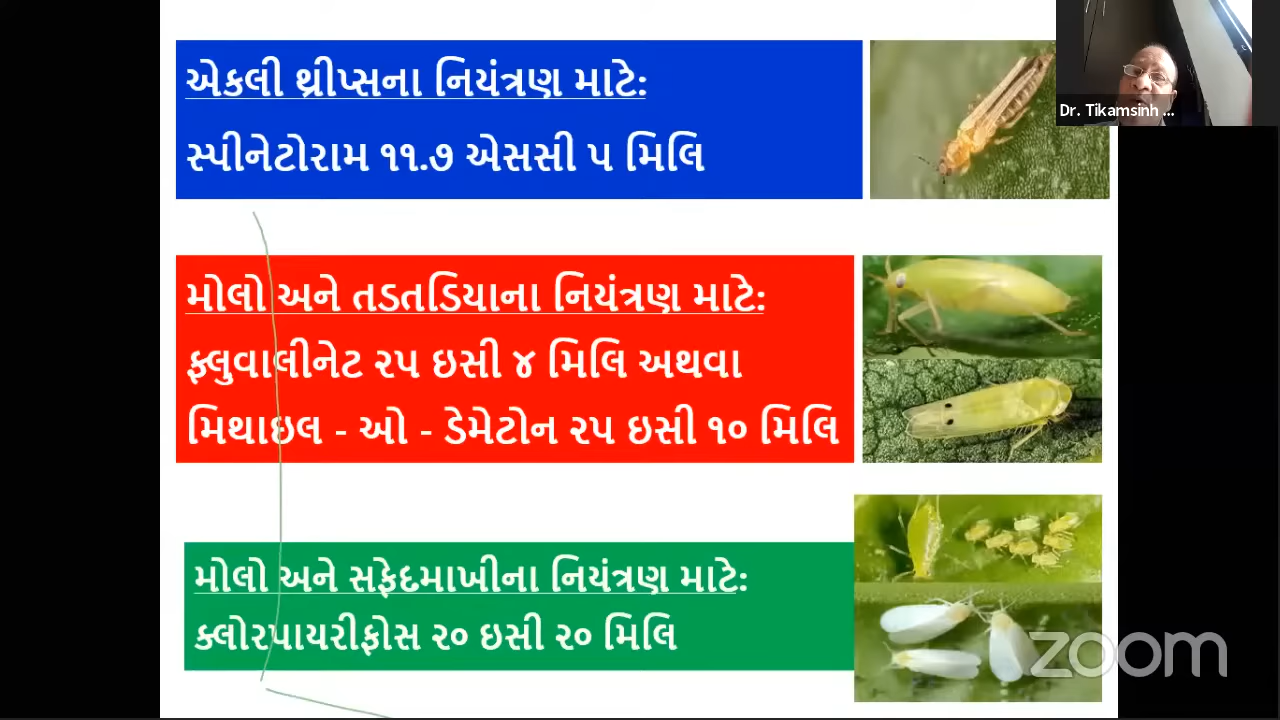 એકલી થ્રીપ્સના નિયંત્રણ માટે:
સ્પીનેટોરામ ૧૧.૭ એસસી ૫ મિલિ
Dr. Tikamsinh ...
મોલો અને તડતડિયાના નિયંત્રણ માટે:
ફ્લુવાલીનેટ ૨૫ ઇસી ૪ મિલિ અથવા
મિથાઇલ - ઓ - ડેમેટોન ૨૫ ઇસી ૧૦ મિલિ
મોલો અને સફેદમાખીના નિયંત્રણ માટે:
ક્લોરપાયરીફોસ ૨૦ ઇસી ૨૦ મિલિ
zoom